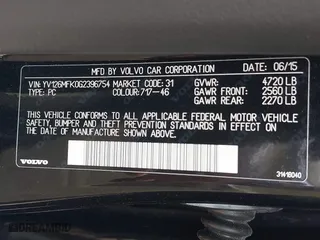 MFD. BY VOLVO CAR CORPORATION DATE: 06/15
VIN: YV126MFK0G2396754 MARKET CODE: 31 GVWR: 4720 LB
TYPE: PC COLOUR: 717-46 GAWR FRONT: 2560 LB
GAWR REAR: 2270 LB
THIS VEHICLE CONFORMS TO ALL APPLICABLE FEDERAL MOTOR VEHICLE
SAFETY, BUMPER AND THEFT PREVENTION STANDARDS IN EFFECT
ON THE DATE OF MANUFACTURE SHOWN ABOVE
VOLVO
31416040